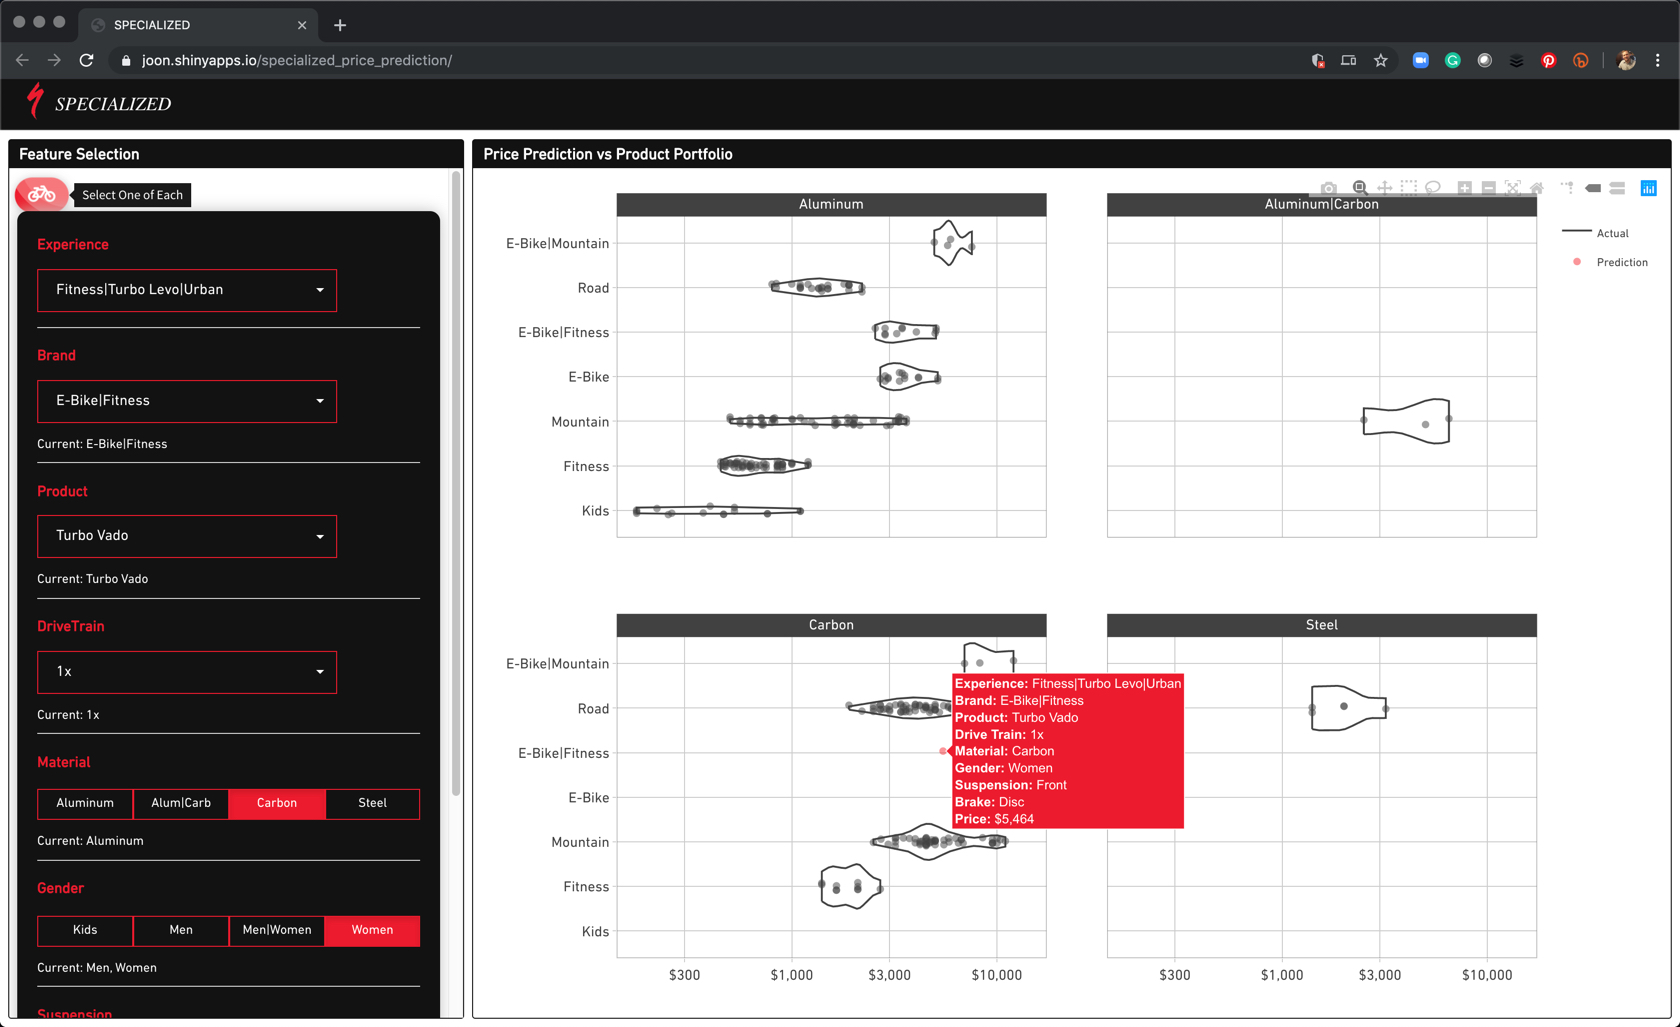 SPECIALIZED
joon.shinyapps.io/specialized_price_prediction/
SPECIALIZED
Feature Selection
Select One of Each
Experience
Fitness|Turbo Levo|Urban
Brand
E-Bike|Fitness
Current: E-Bike|Fitness
Product
Turbo Vado
Current: Turbo Vado
DriveTrain
1x
Current: 1x
Material
Aluminum Alum|Carb Carbon Steel
Current: Aluminum
Gender
Kids Men Men|Women Women
Current: Men, Women
Suspension
Price Prediction vs Product Portfolio
Aluminum
Aluminum|Carbon
Actual
Prediction
E-Bike|Mountain
Road
E-Bike|Fitness
E-Bike
Mountain
Fitness
Kids
Carbon
Steel
E-Bike|Mountain
Road
E-Bike|Fitness
E-Bike
Mountain
Fitness
Kids
Experience: Fitness|Turbo Levo|Urban
Brand: E-Bike|Fitness
Product: Turbo Vado
Drive Train: 1x
Material: Carbon
Gender: Women
Suspension: Front
Brake: Disc
Price: $5,464
$300 $1,000 $3,000 $10,000
$300 $1,000 $3,000 $10,000